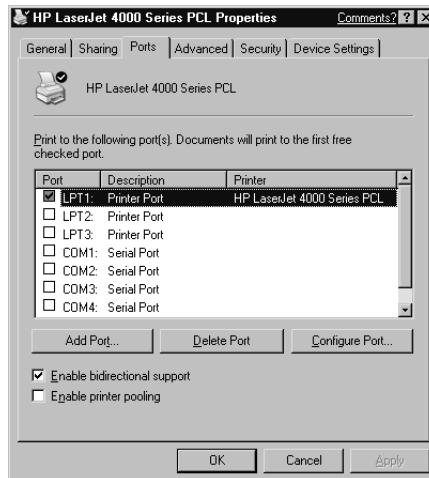 HP LaserJet 4000 Series PCL Properties Comments? ? X
General Sharing Ports Advanced Security Device Settings
HP LaserJet 4000 Series PCL
Print to the following port(s). Documents will print to the first free
checked port.
Port Description Printer
LPT1: Printer Port HP LaserJet 4000 Series PCL
LPT2: Printer Port
LPT3: Printer Port
COM1: Serial Port
COM2: Serial Port
COM3: Serial Port
COM4: Serial Port
Add Port... Delete Port Configure Port...
Enable bidirectional support
Enable printer pooling
OK Cancel Apply